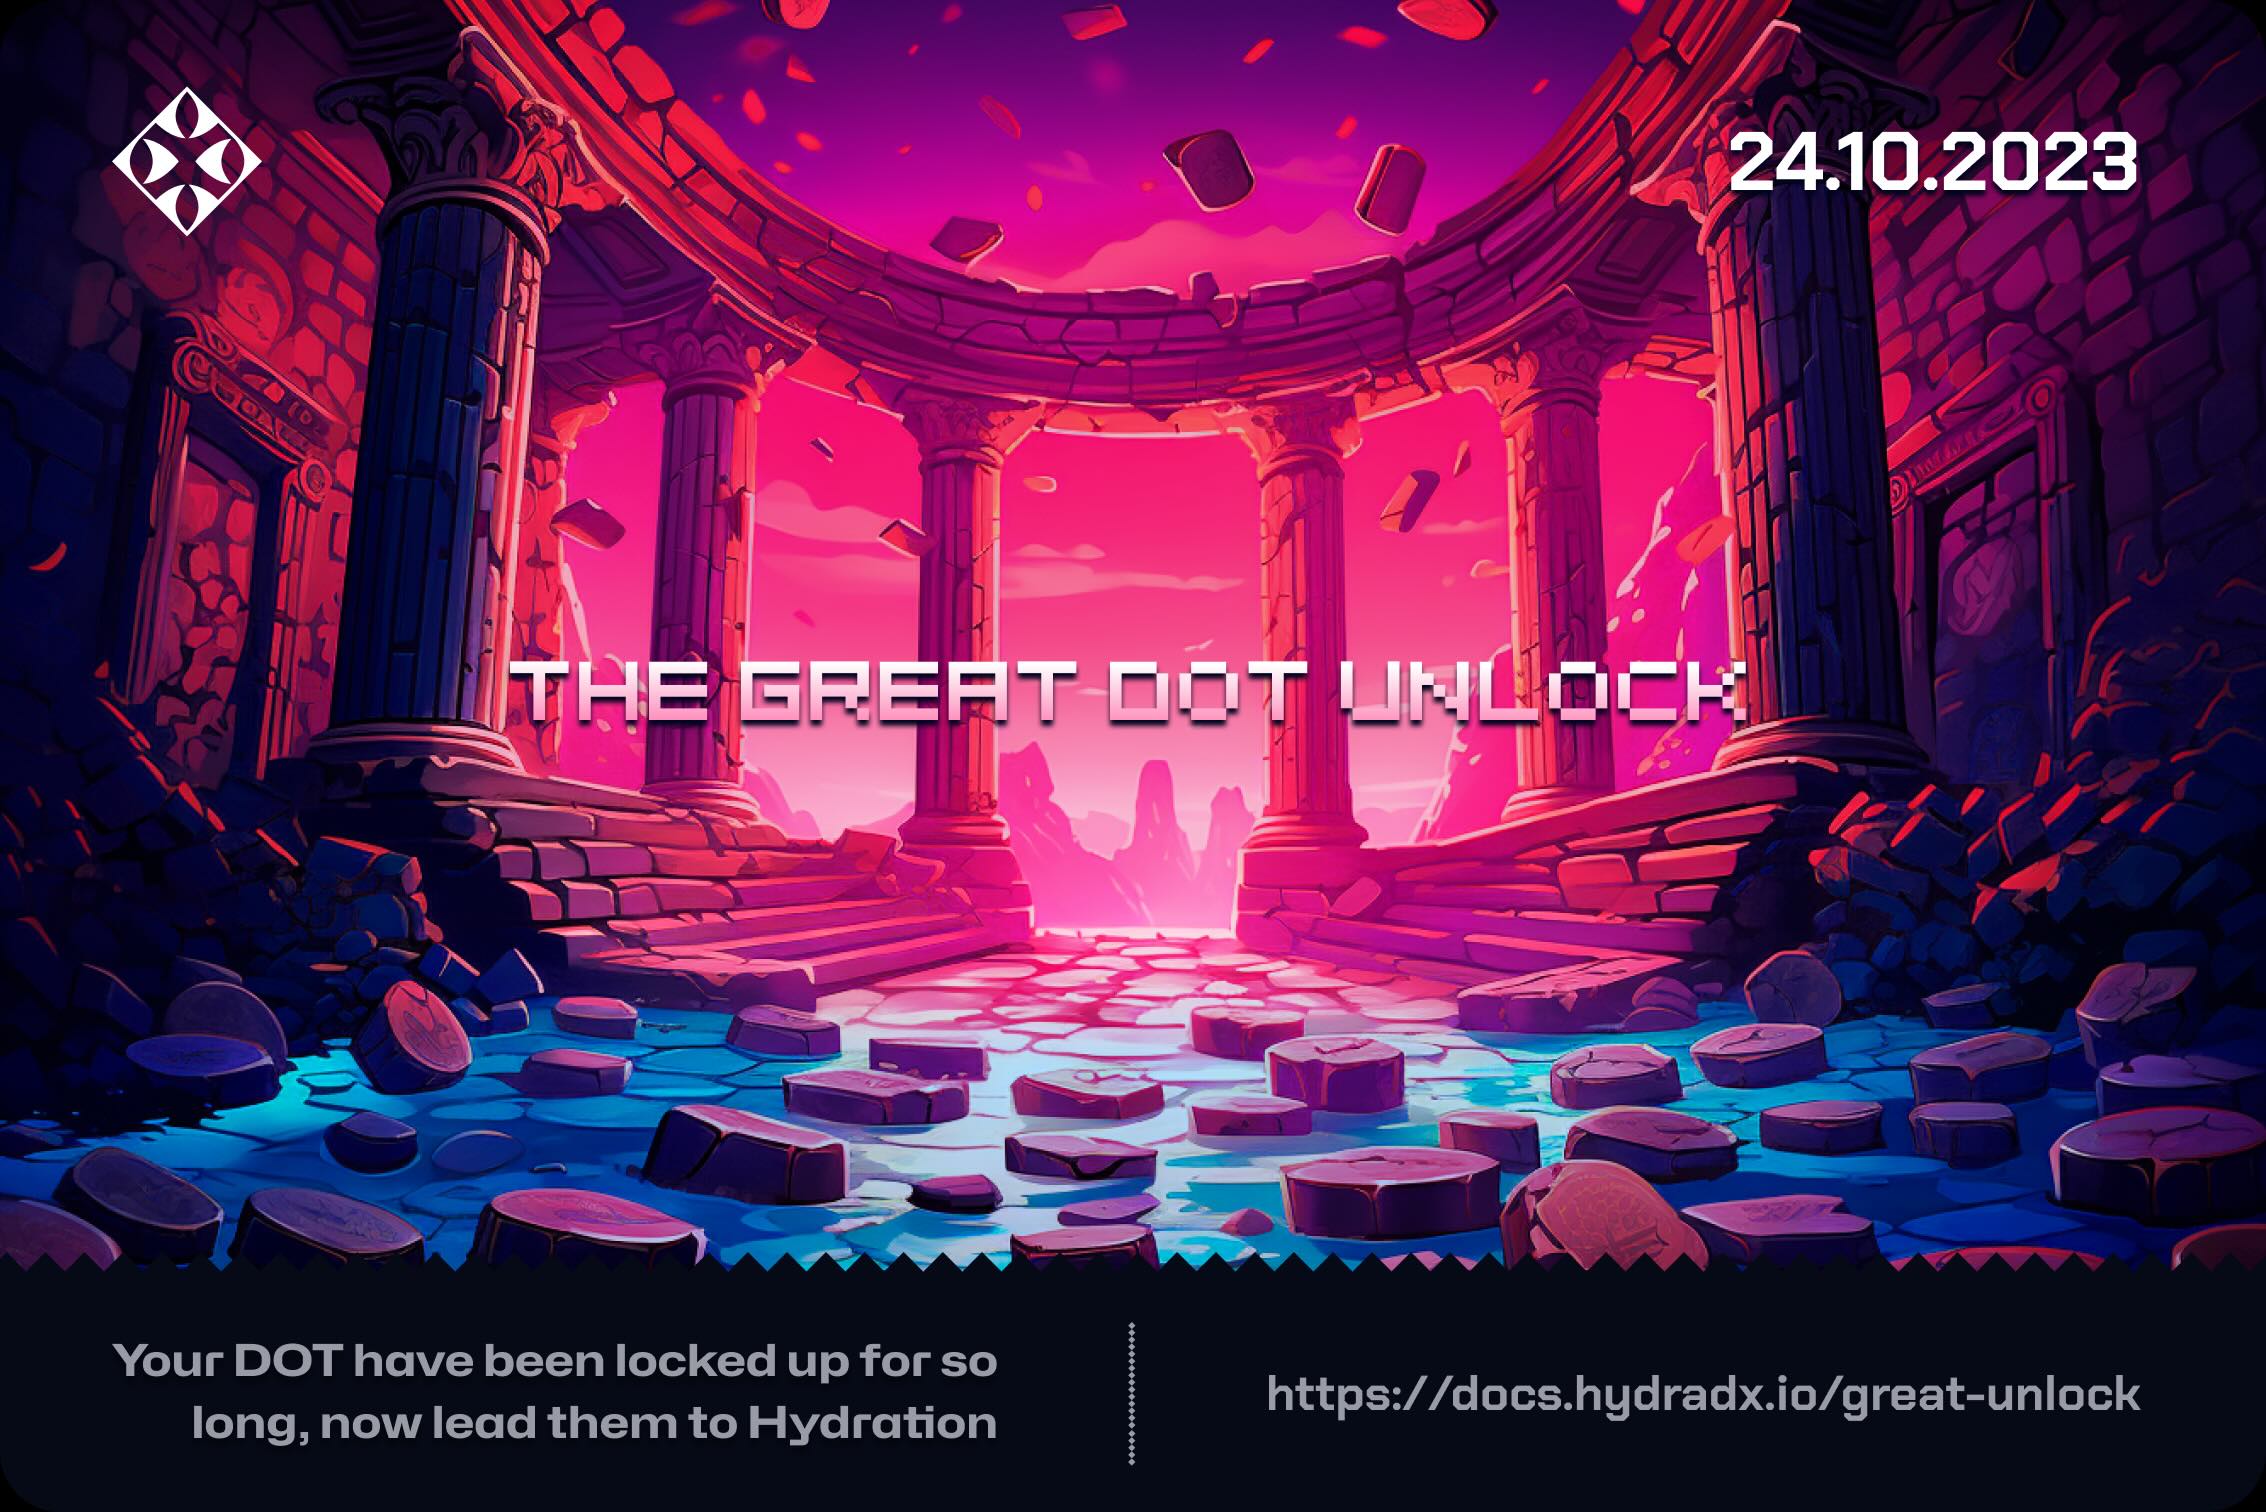 24.10.2023
THE GREAT DOT UNLOCK
Your DOT have been locked up for so
long, now lead them to Hydration
https://docs.hydradx.io/great-unlock